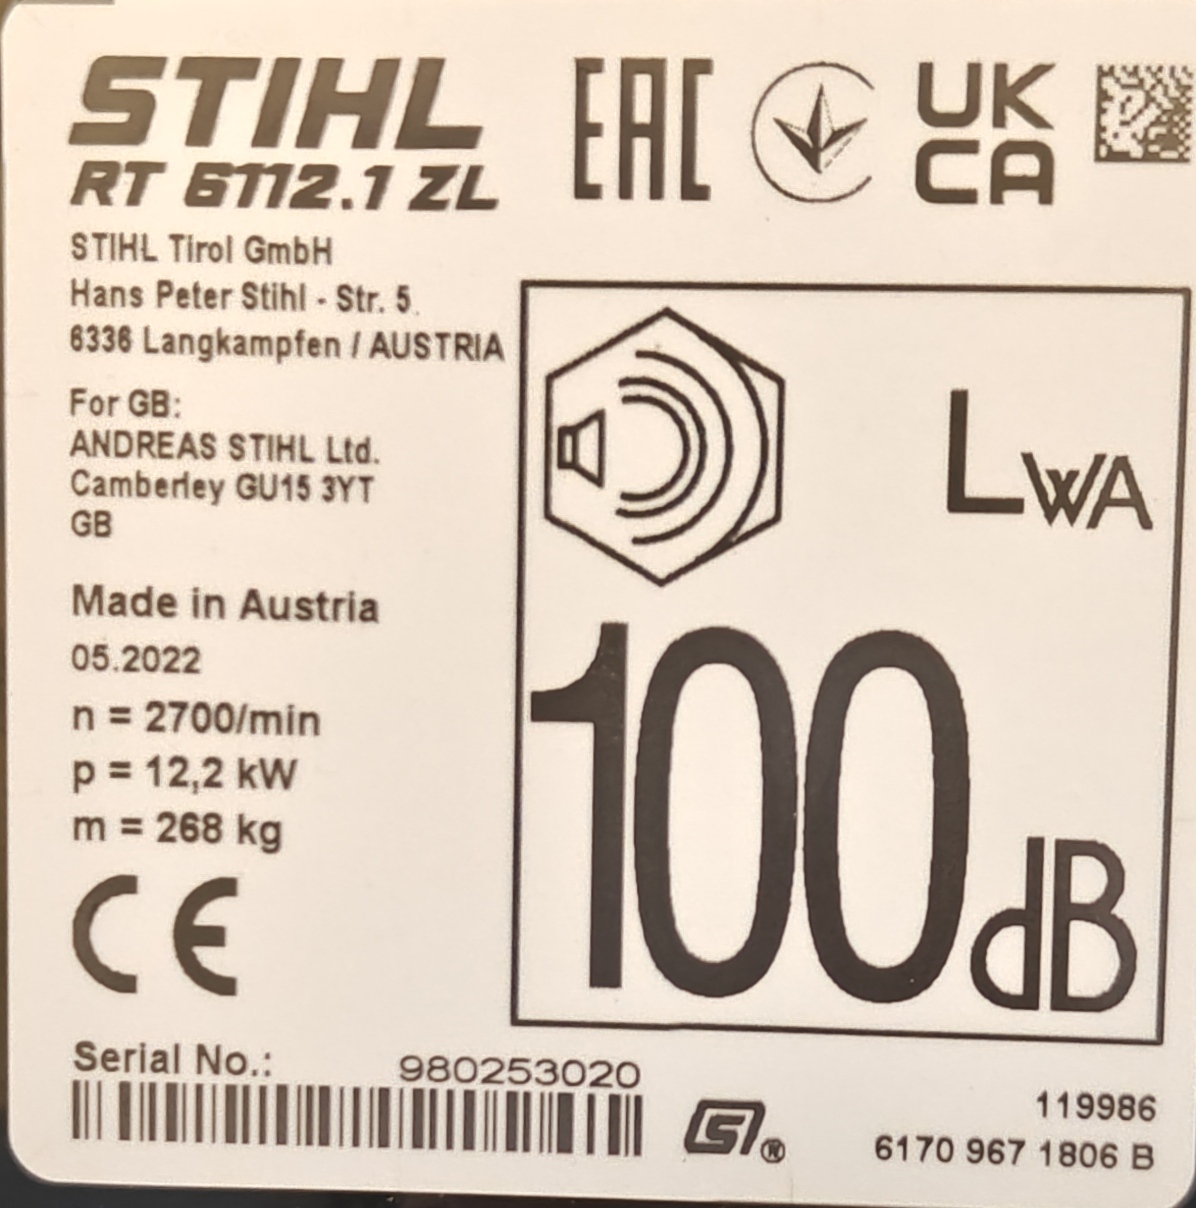 STIHL
RT 6112.1 ZL
EAC
UK
CA
STIHL Tirol GmbH
Hans Peter Stihl - Str. 5
6336 Langkampfen / AUSTRIA
For GB:
ANDREAS STIHL Ltd.
Camberley GU15 3YT
GB
Made in Austria
05.2022
n = 2700/min
p = 12,2 kW
m = 268 kg
CE
LWA
100dB
Serial No.: 980253020
S®
119986
6170 967 1806 B